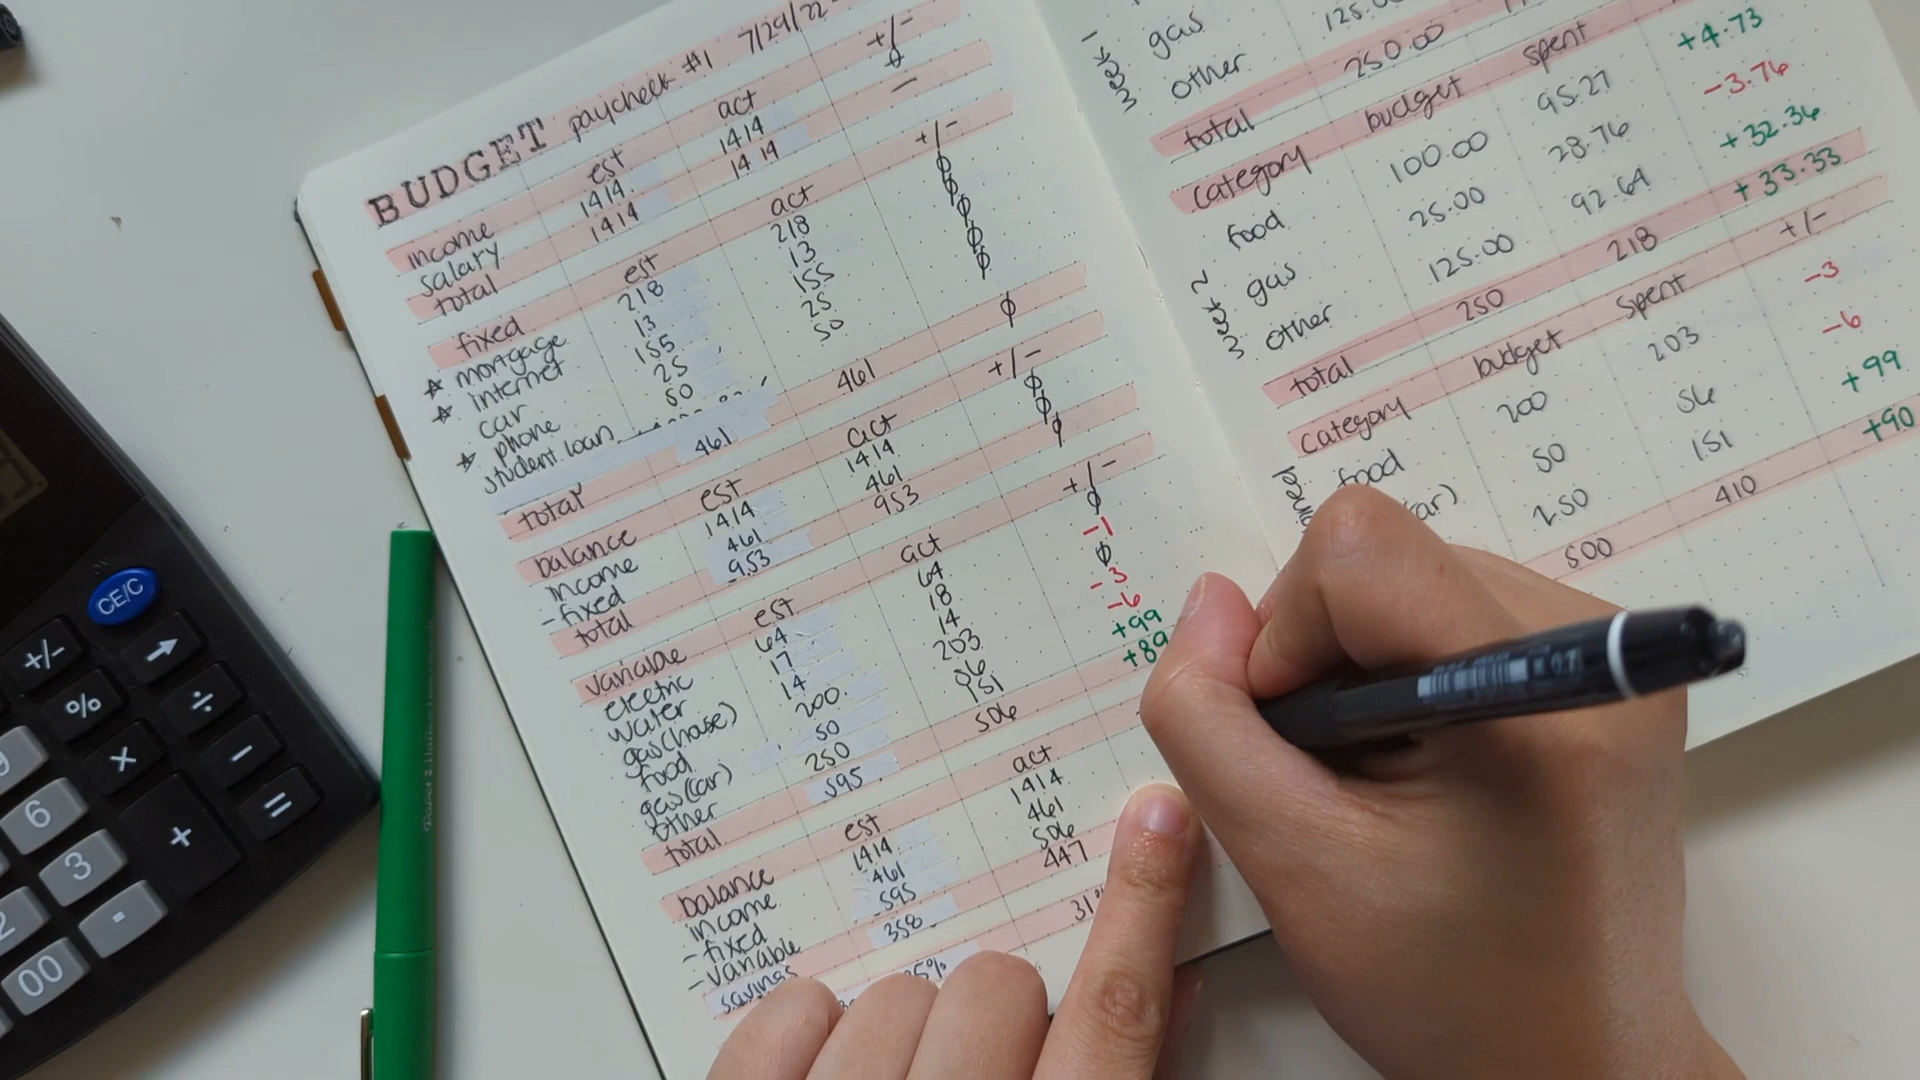 BUDGET paycheck #1 7/29/22-
income est act +/-
salary 1414 1414 ∅
total 1414 1414 -
fixed est act +/-
☆ mortgage 218 218 ∅
☆ internet 13 13 ∅
car 155 155 ∅
☆ phone 25 25 ∅
student loan 50 50 ∅
total 461 461 ∅
balance est act +/-
income 1414 1414 ∅
- fixed 461 461 ∅
total 953 953 ∅
variable est act +/-
electric 64 64 ∅
water 17 18 -1
gas (house) 14 14 ∅
food 200 203 -3
gas (car) 50 56 -6
other 250 151 +99
total 595 506 +89
balance est act
income 1414 1414
- fixed 461 461
- variable 595 506
358 447
savings 25% 31%
week 1
gas 125.0
other
total 250.00
category budget spent
week 2
food 100.00 95.27 +4.73
gas 25.00 28.76 -3.76
other 125.00 92.64 +32.36
total 250 218 +33.33
category budget spent +/-
food 200 203 -3
car) 50 56 -6
250 151 +99
500 410 +90
CE/C
+/-
%
÷
×
-
6
3
+
=
2
.
00